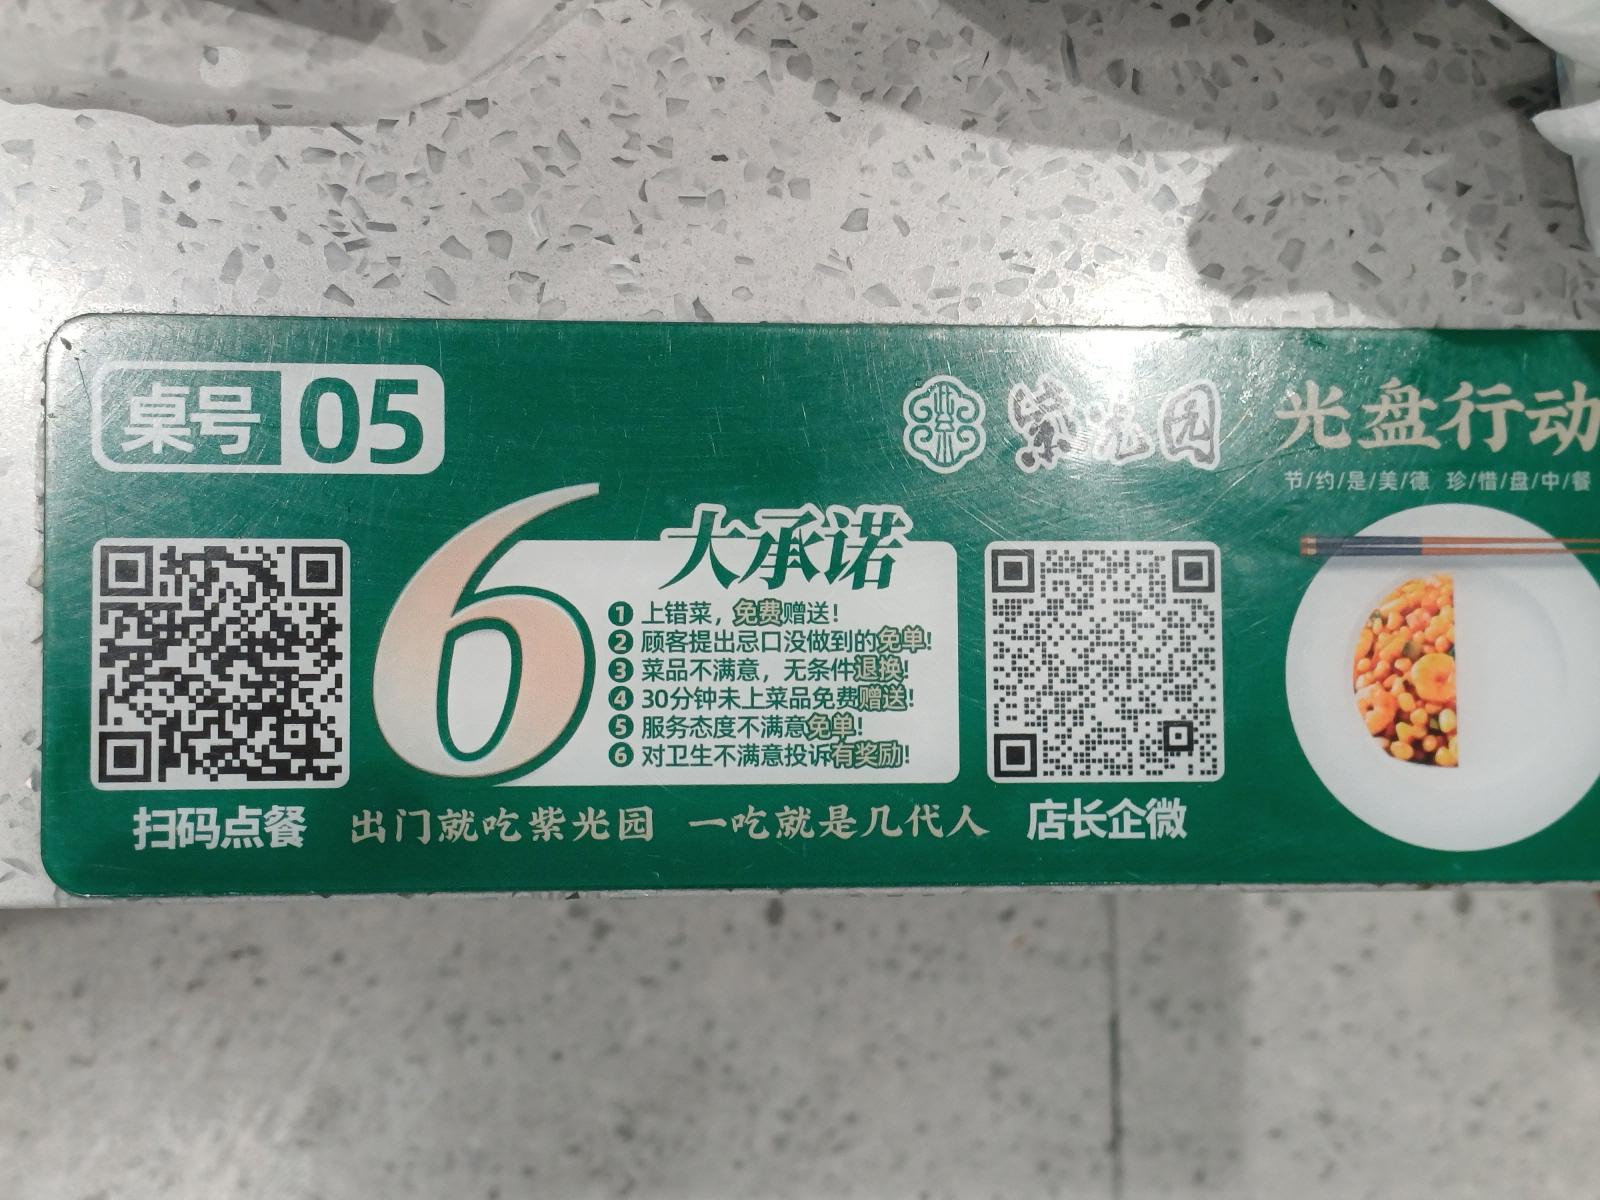 桌号 05
紫光园
光盘行动
节/约/是/美/德 珍/惜/盘/中/餐
6大承诺
1 上错菜，免费赠送!
2 顾客提出忌口没做到的免单!
3 菜品不满意，无条件退换!
4 30分钟未上菜品免费赠送!
5 服务态度不满意免单!
6 对卫生不满意投诉有奖励!
扫码点餐
出门就吃紫光园 一吃就是几代人
店长企微